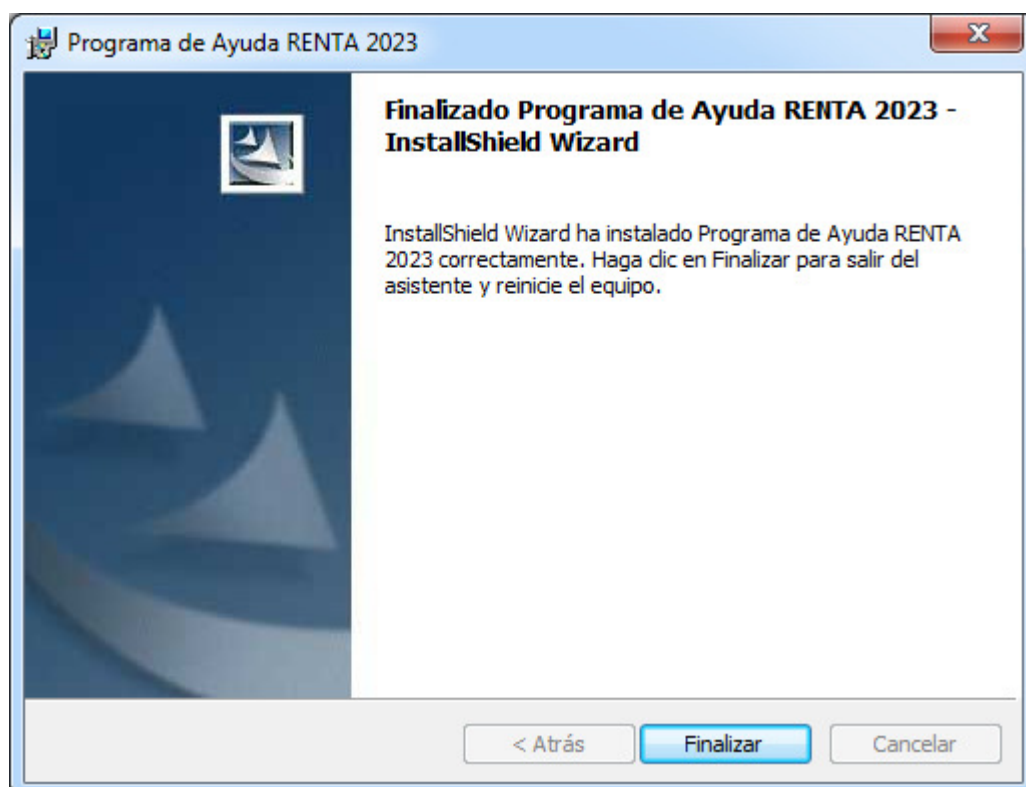 Programa de Ayuda RENTA 2023
Finalizado Programa de Ayuda RENTA 2023 -
InstallShield Wizard
InstallShield Wizard ha instalado Programa de Ayuda RENTA
2023 correctamente. Haga clic en Finalizar para salir del
asistente y reinicie el equipo.
< Atrás
Finalizar
Cancelar